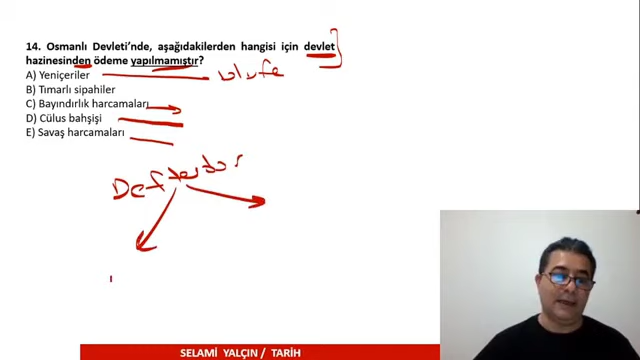 14. Osmanlı Devleti'nde, aşağıdakilerden hangisi için devlet
hazinesinden ödeme yapılmamıştır?
A) Yeniçeriler
ulufe
B) Tımarlı sipahiler
C) Bayındırlık harcamaları
D) Cülus bahşişi
E) Savaş harcamaları
Defterdar
SELAMİ YALÇIN / TARİH